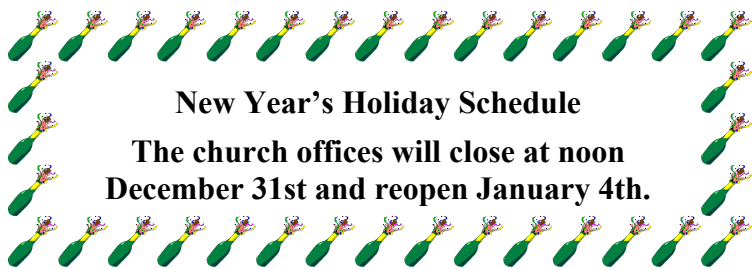 New Year’s Holiday Schedule
The church offices will close at noon
December 31st and reopen January 4th.